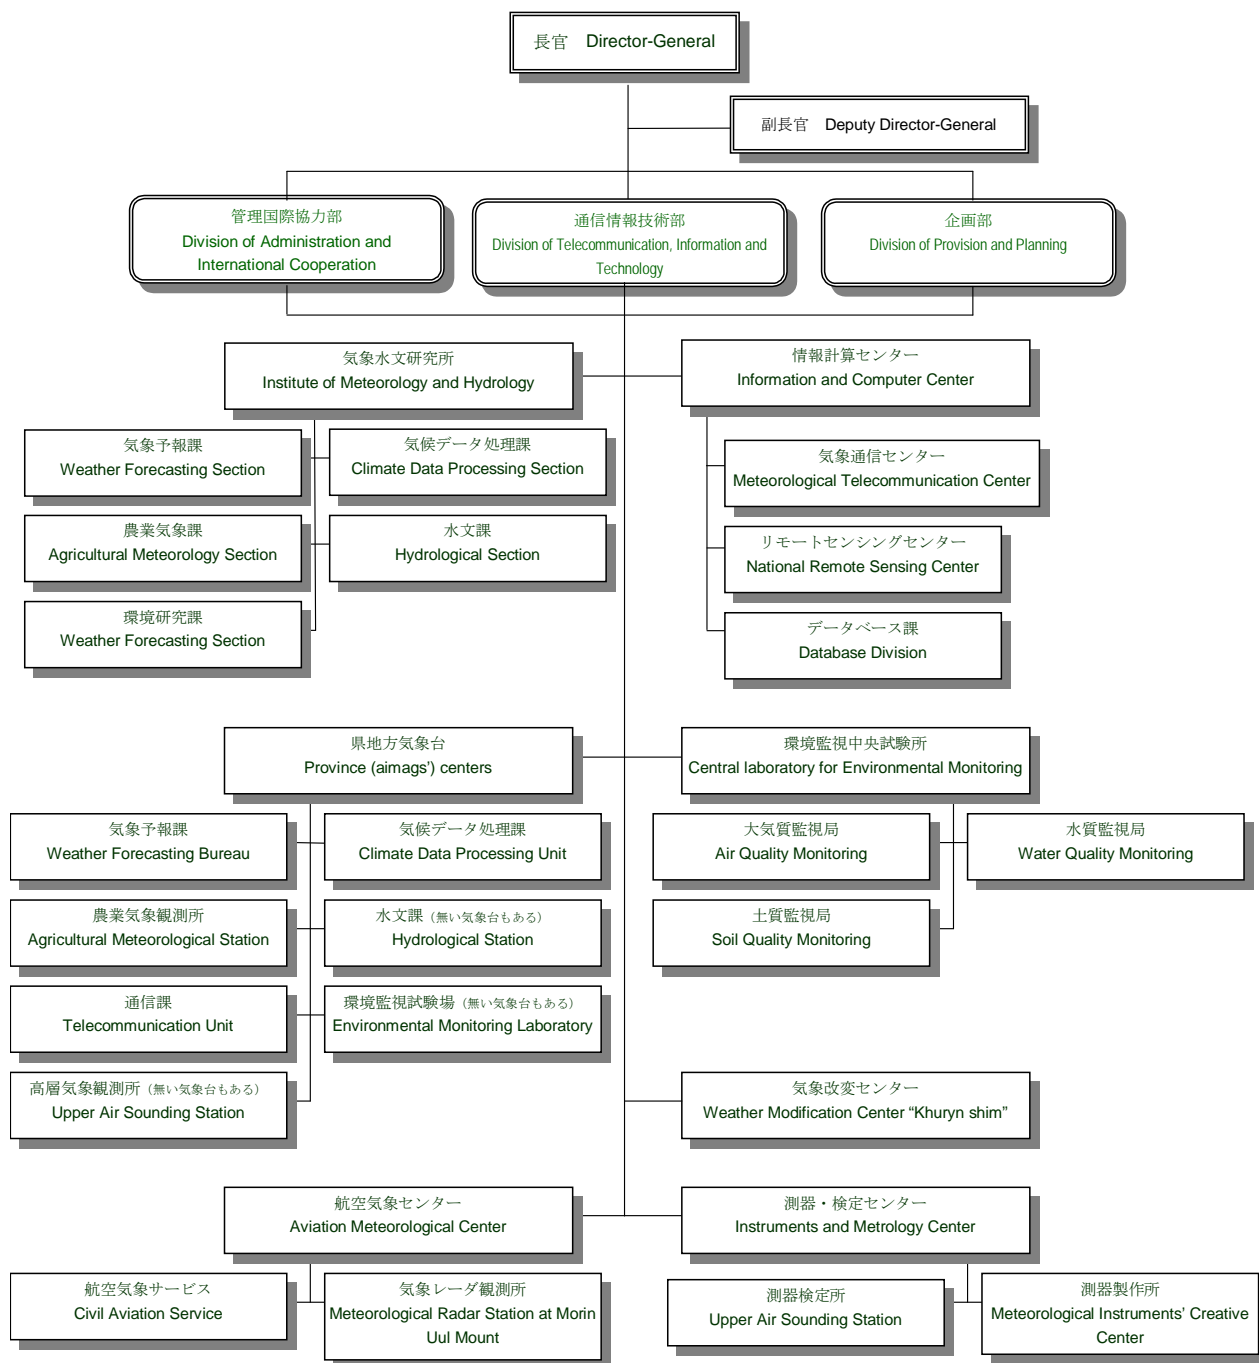 長官 Director-General
副長官 Deputy Director-General
管理国際協力部
Division of Administration and
International Cooperation
通信情報技術部
Division of Telecommunication, Information and
Technology
企画部
Division of Provision and Planning
気象水文研究所
Institute of Meteorology and Hydrology
情報計算センター
Information and Computer Center
気象予報課
Weather Forecasting Section
気候データ処理課
Climate Data Processing Section
農業気象課
Agricultural Meteorology Section
水文課
Hydrological Section
環境研究課
Weather Forecasting Section
気象通信センター
Meteorological Telecommunication Center
リモートセンシングセンター
National Remote Sensing Center
データベース課
Database Division
県地方気象台
Province (aimags') centers
環境監視中央試験所
Central laboratory for Environmental Monitoring
気象予報課
Weather Forecasting Bureau
気候データ処理課
Climate Data Processing Unit
農業気象観測所
Agricultural Meteorological Station
水文課（無い気象台もある）
Hydrological Station
通信課
Telecommunication Unit
環境監視試験場（無い気象台もある）
Environmental Monitoring Laboratory
高層気象観測所（無い気象台もある）
Upper Air Sounding Station
大気質監視局
Air Quality Monitoring
水質監視局
Water Quality Monitoring
土質監視局
Soil Quality Monitoring
気象改変センター
Weather Modification Center “Khuryn shim”
航空気象センター
Aviation Meteorological Center
測器・検定センター
Instruments and Metrology Center
航空気象サービス
Civil Aviation Service
気象レーダ観測所
Meteorological Radar Station at Morin
Uul Mount
測器検定所
Upper Air Sounding Station
測器製作所
Meteorological Instruments’ Creative
Center